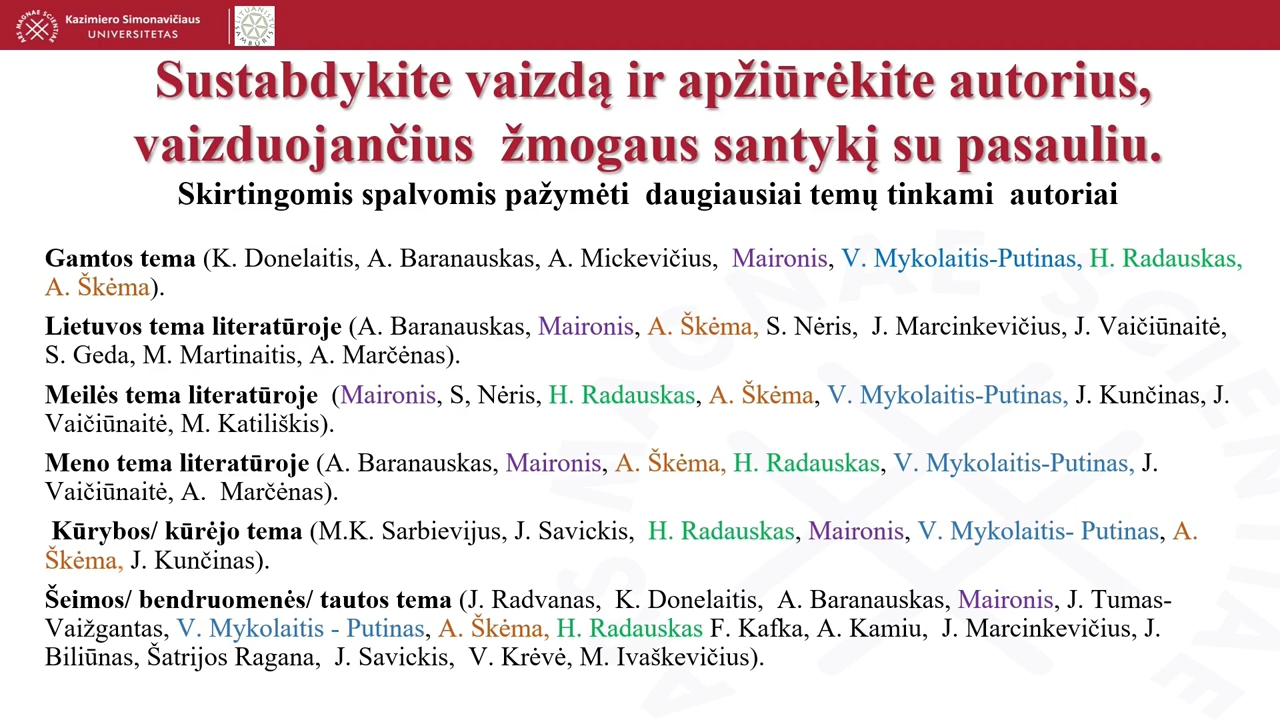 Kazimiero Simonavičiaus
UNIVERSITETAS
ARS MAGNAE SCIENTIAE
LITUANISTŲ SAMBŪRIS
Sustabdykite vaizdą ir apžiūrėkite autorius,
vaizduojančius žmogaus santykį su pasauliu.
Skirtingomis spalvomis pažymėti daugiausiai temų tinkami autoriai
Gamtos tema (K. Donelaitis, A. Baranauskas, A. Mickevičius, Maironis, V. Mykolaitis-Putinas, H. Radauskas,
A. Škėma).
Lietuvos tema literatūroje (A. Baranauskas, Maironis, A. Škėma, S. Nėris, J. Marcinkevičius, J. Vaičiūnaitė,
S. Geda, M. Martinaitis, A. Marčėnas).
Meilės tema literatūroje (Maironis, S, Nėris, H. Radauskas, A. Škėma, V. Mykolaitis-Putinas, J. Kunčinas, J.
Vaičiūnaitė, M. Katiliškis).
Meno tema literatūroje (A. Baranauskas, Maironis, A. Škėma, H. Radauskas, V. Mykolaitis-Putinas, J.
Vaičiūnaitė, A. Marčėnas).
Kūrybos/ kūrėjo tema (M.K. Sarbievijus, J. Savickis, H. Radauskas, Maironis, V. Mykolaitis- Putinas, A.
Škėma, J. Kunčinas).
Šeimos/ bendruomenės/ tautos tema (J. Radvanas, K. Donelaitis, A. Baranauskas, Maironis, J. Tumas-
Vaižgantas, V. Mykolaitis - Putinas, A. Škėma, H. Radauskas F. Kafka, A. Kamiu, J. Marcinkevičius, J.
Biliūnas, Šatrijos Ragana, J. Savickis, V. Krėvė, M. Ivaškevičius).